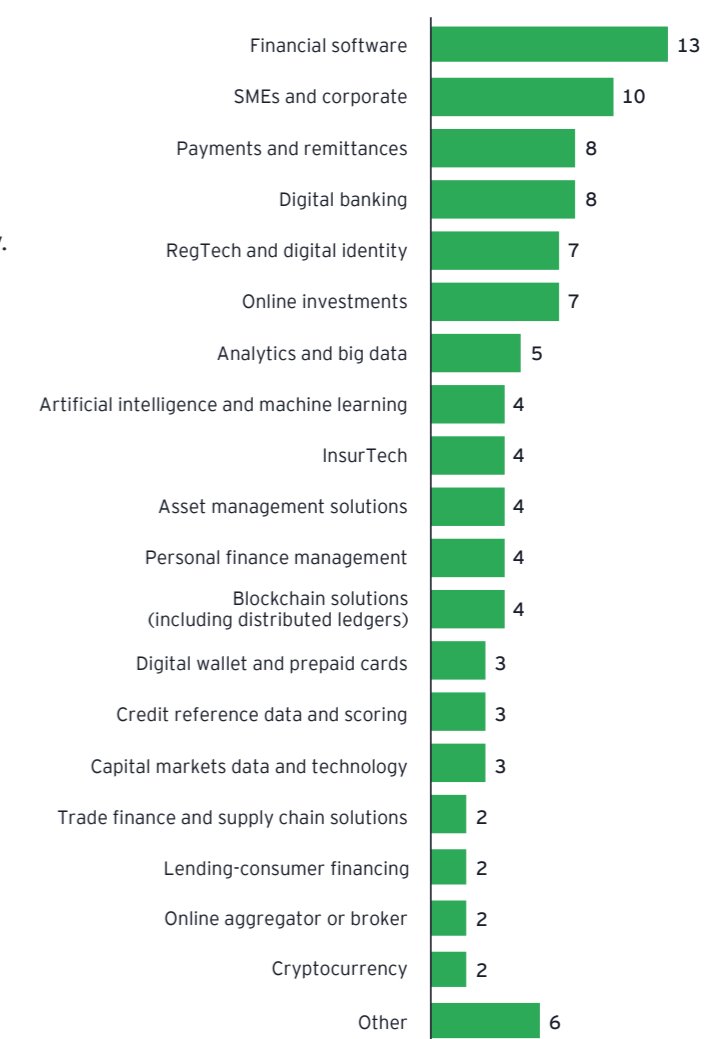 Financial software 13
SMEs and corporate 10
Payments and remittances 8
Digital banking 8
RegTech and digital identity 7
Online investments 7
Analytics and big data 5
Artificial intelligence and machine learning 4
InsurTech 4
Asset management solutions 4
Personal finance management 4
Blockchain solutions
(including distributed ledgers) 4
Digital wallet and prepaid cards 3
Credit reference data and scoring 3
Capital markets data and technology 3
Trade finance and supply chain solutions 2
Lending-consumer financing 2
Online aggregator or broker 2
Cryptocurrency 2
Other 6